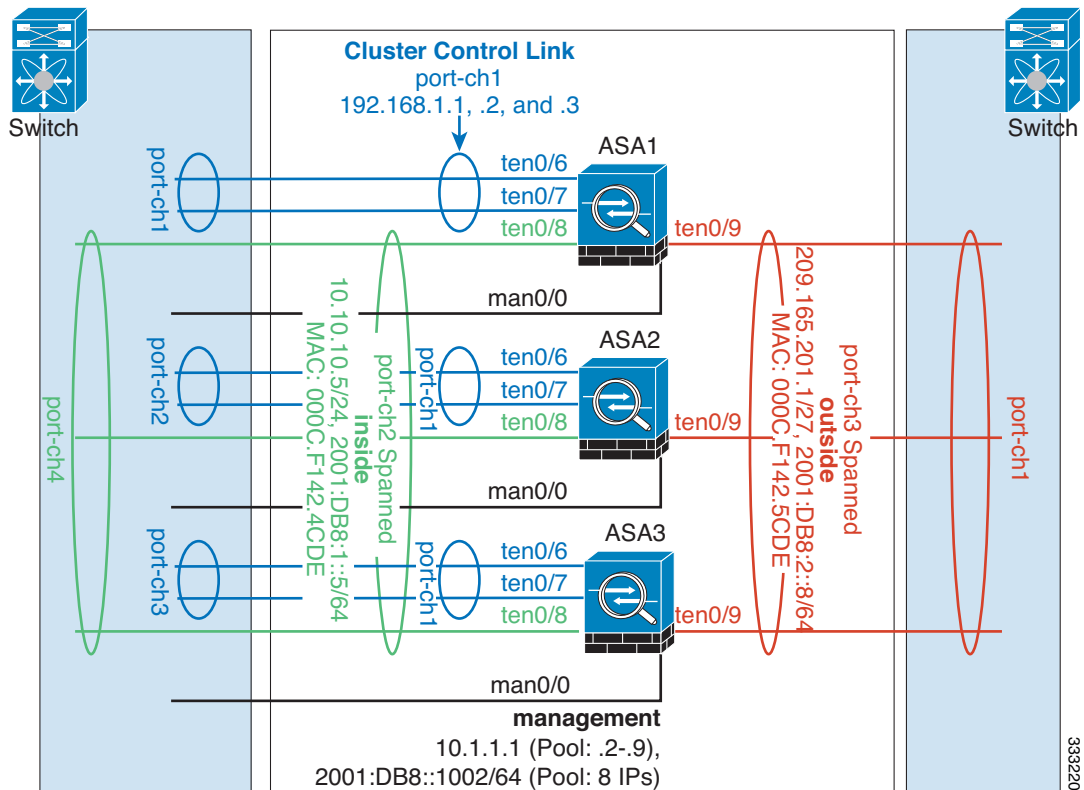 Cluster Control Link
port-ch1
192.168.1.1, .2, and .3
Switch
Switch
ASA1
port-ch1
ten0/6
ten0/7
ten0/8
ten0/9
man0/0
ASA2
port-ch2
port-ch1
ten0/6
ten0/7
ten0/8
ten0/9
man0/0
port-ch4
port-ch2 Spanned
inside
10.10.10.5/24, 2001:DB8:1::5/64
MAC: 000C.F142.4CDE
port-ch3 Spanned
outside
209.165.201.1/27, 2001:DB8:2::8/64
MAC: 000C.F142.5CDE
port-ch1
ASA3
port-ch3
port-ch1
ten0/6
ten0/7
ten0/8
ten0/9
man0/0
management
10.1.1.1 (Pool: .2-.9),
2001:DB8::1002/64 (Pool: 8 IPs)
333220